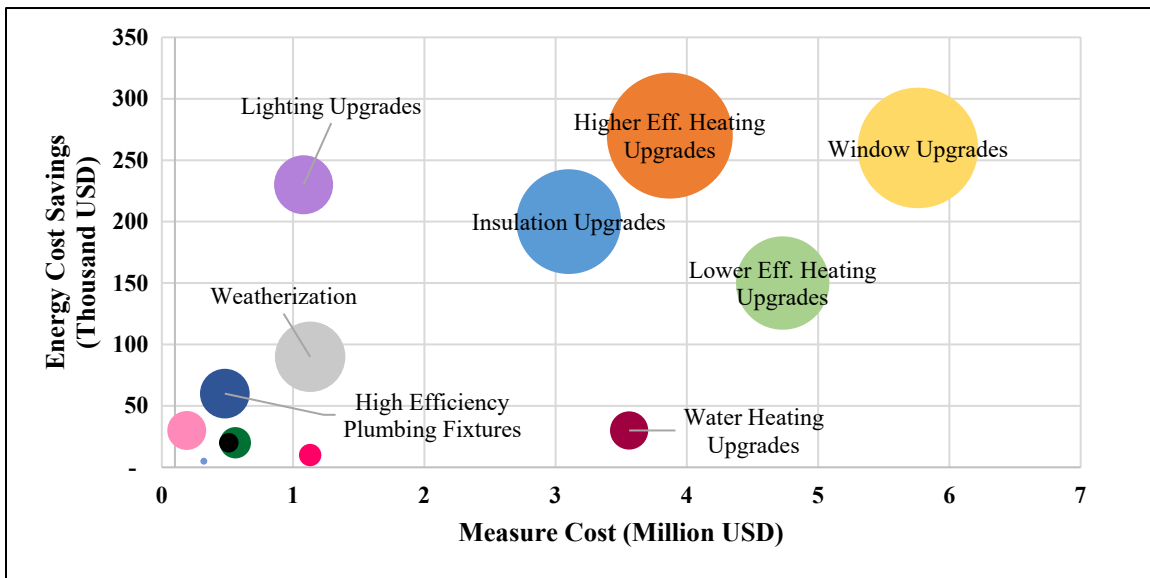 350
300
250
200
150
100
50
-
Energy Cost Savings
(Thousand USD)
Lighting Upgrades
Higher Eff. Heating
Upgrades
Window Upgrades
Insulation Upgrades
Lower Eff. Heating
Upgrades
Weatherization
High Efficiency
Plumbing Fixtures
Water Heating
Upgrades
0 1 2 3 4 5 6 7
Measure Cost (Million USD)